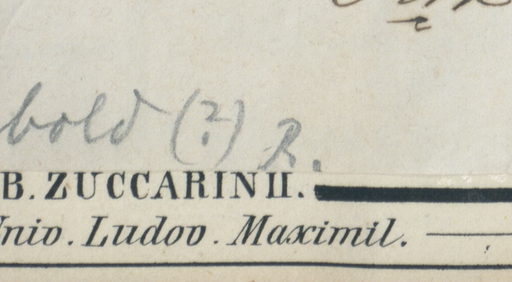 bold (?) R.
B. ZUCCARINII.
Univ. Ludov. Maximil.